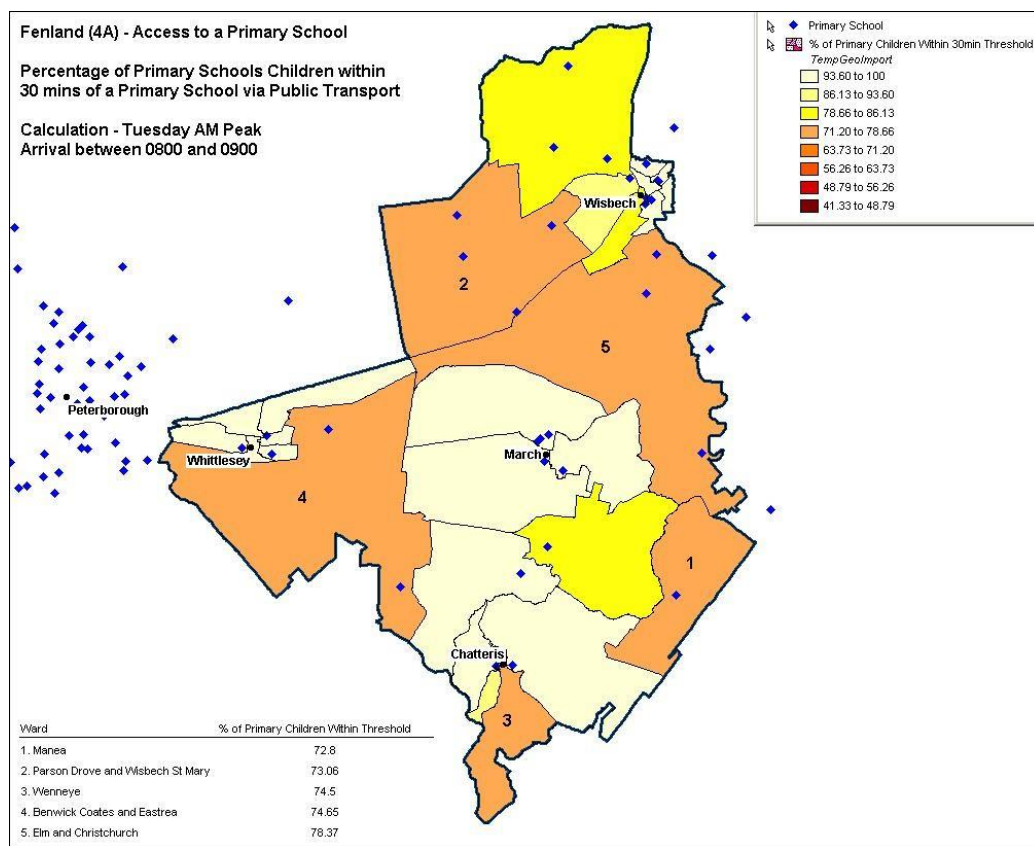 Fenland (4A) - Access to a Primary School
Percentage of Primary Schools Children within
30 mins of a Primary School via Public Transport
Calculation - Tuesday AM Peak
Arrival between 0800 and 0900
Primary School
% of Primary Children Within 30min Threshold
TempGeoImport
93.60 to 100
86.13 to 93.60
78.66 to 86.13
71.20 to 78.66
63.73 to 71.20
56.26 to 63.73
48.79 to 56.26
41.33 to 48.79
Wisbech
2
5
Peterborough
Whittlesey
March
4
1
Chatteris
3
Ward % of Primary Children Within Threshold
1. Manea 72.8
2. Parson Drove and Wisbech St Mary 73.06
3. Wenneye 74.5
4. Benwick Coates and Eastrea 74.65
5. Elm and Christchurch 78.37